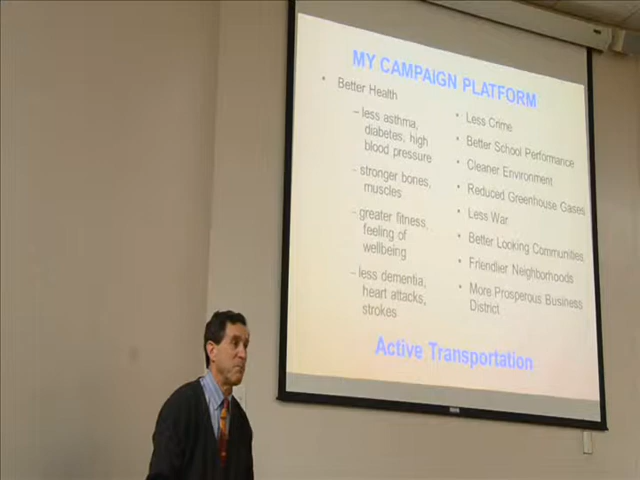 MY CAMPAIGN PLATFORM
• Better Health
– less asthma,
diabetes, high
blood pressure
– stronger bones,
muscles
– greater fitness,
feeling of
wellbeing
– less dementia,
heart attacks,
strokes
• Less Crime
• Better School Performance
• Cleaner Environment
• Reduced Greenhouse Gases
• Less War
• Better Looking Communities
• Friendlier Neighborhoods
• More Prosperous Business
District
Active Transportation